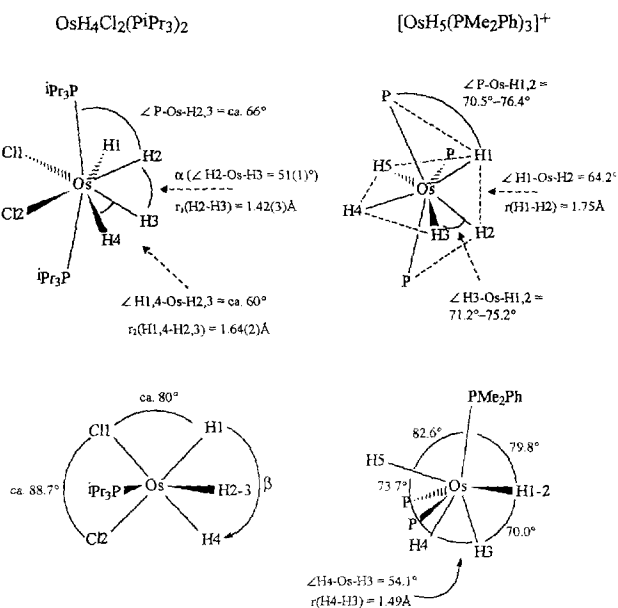 OsH4Cl2(PiPr3)2
[OsH5(PMe2Ph)3]+
iPr3P
∠ P-Os-H2,3 = ca. 66°
H1
H2
Cl1
Os
α (∠ H2-Os-H3 = 51(1)°)
r1(H2-H3) = 1.42(3)Å
Cl2
H3
H4
iPr3P
∠ H1,4-Os-H2,3 = ca. 60°
r2(H1,4-H2,3) = 1.64(2)Å
∠ P-Os-H1,2 =
70.5°–76.4°
P
P
H1
H5
Os
∠ H1-Os-H2 = 64.2°
r(H1-H2) = 1.75Å
H4
H3
H2
P
∠ H3-Os-H1,2 =
71.2°–75.2°
ca. 80°
Cl1
H1
ca. 88.7°
iPr3P
Os
H2-3
β
Cl2
H4
PMe2Ph
82.6°
79.8°
H5
73.7°
Os
H1-2
P
P
70.0°
H4
H3
∠H4-Os-H3 = 54.1°
r(H4-H3) = 1.49Å